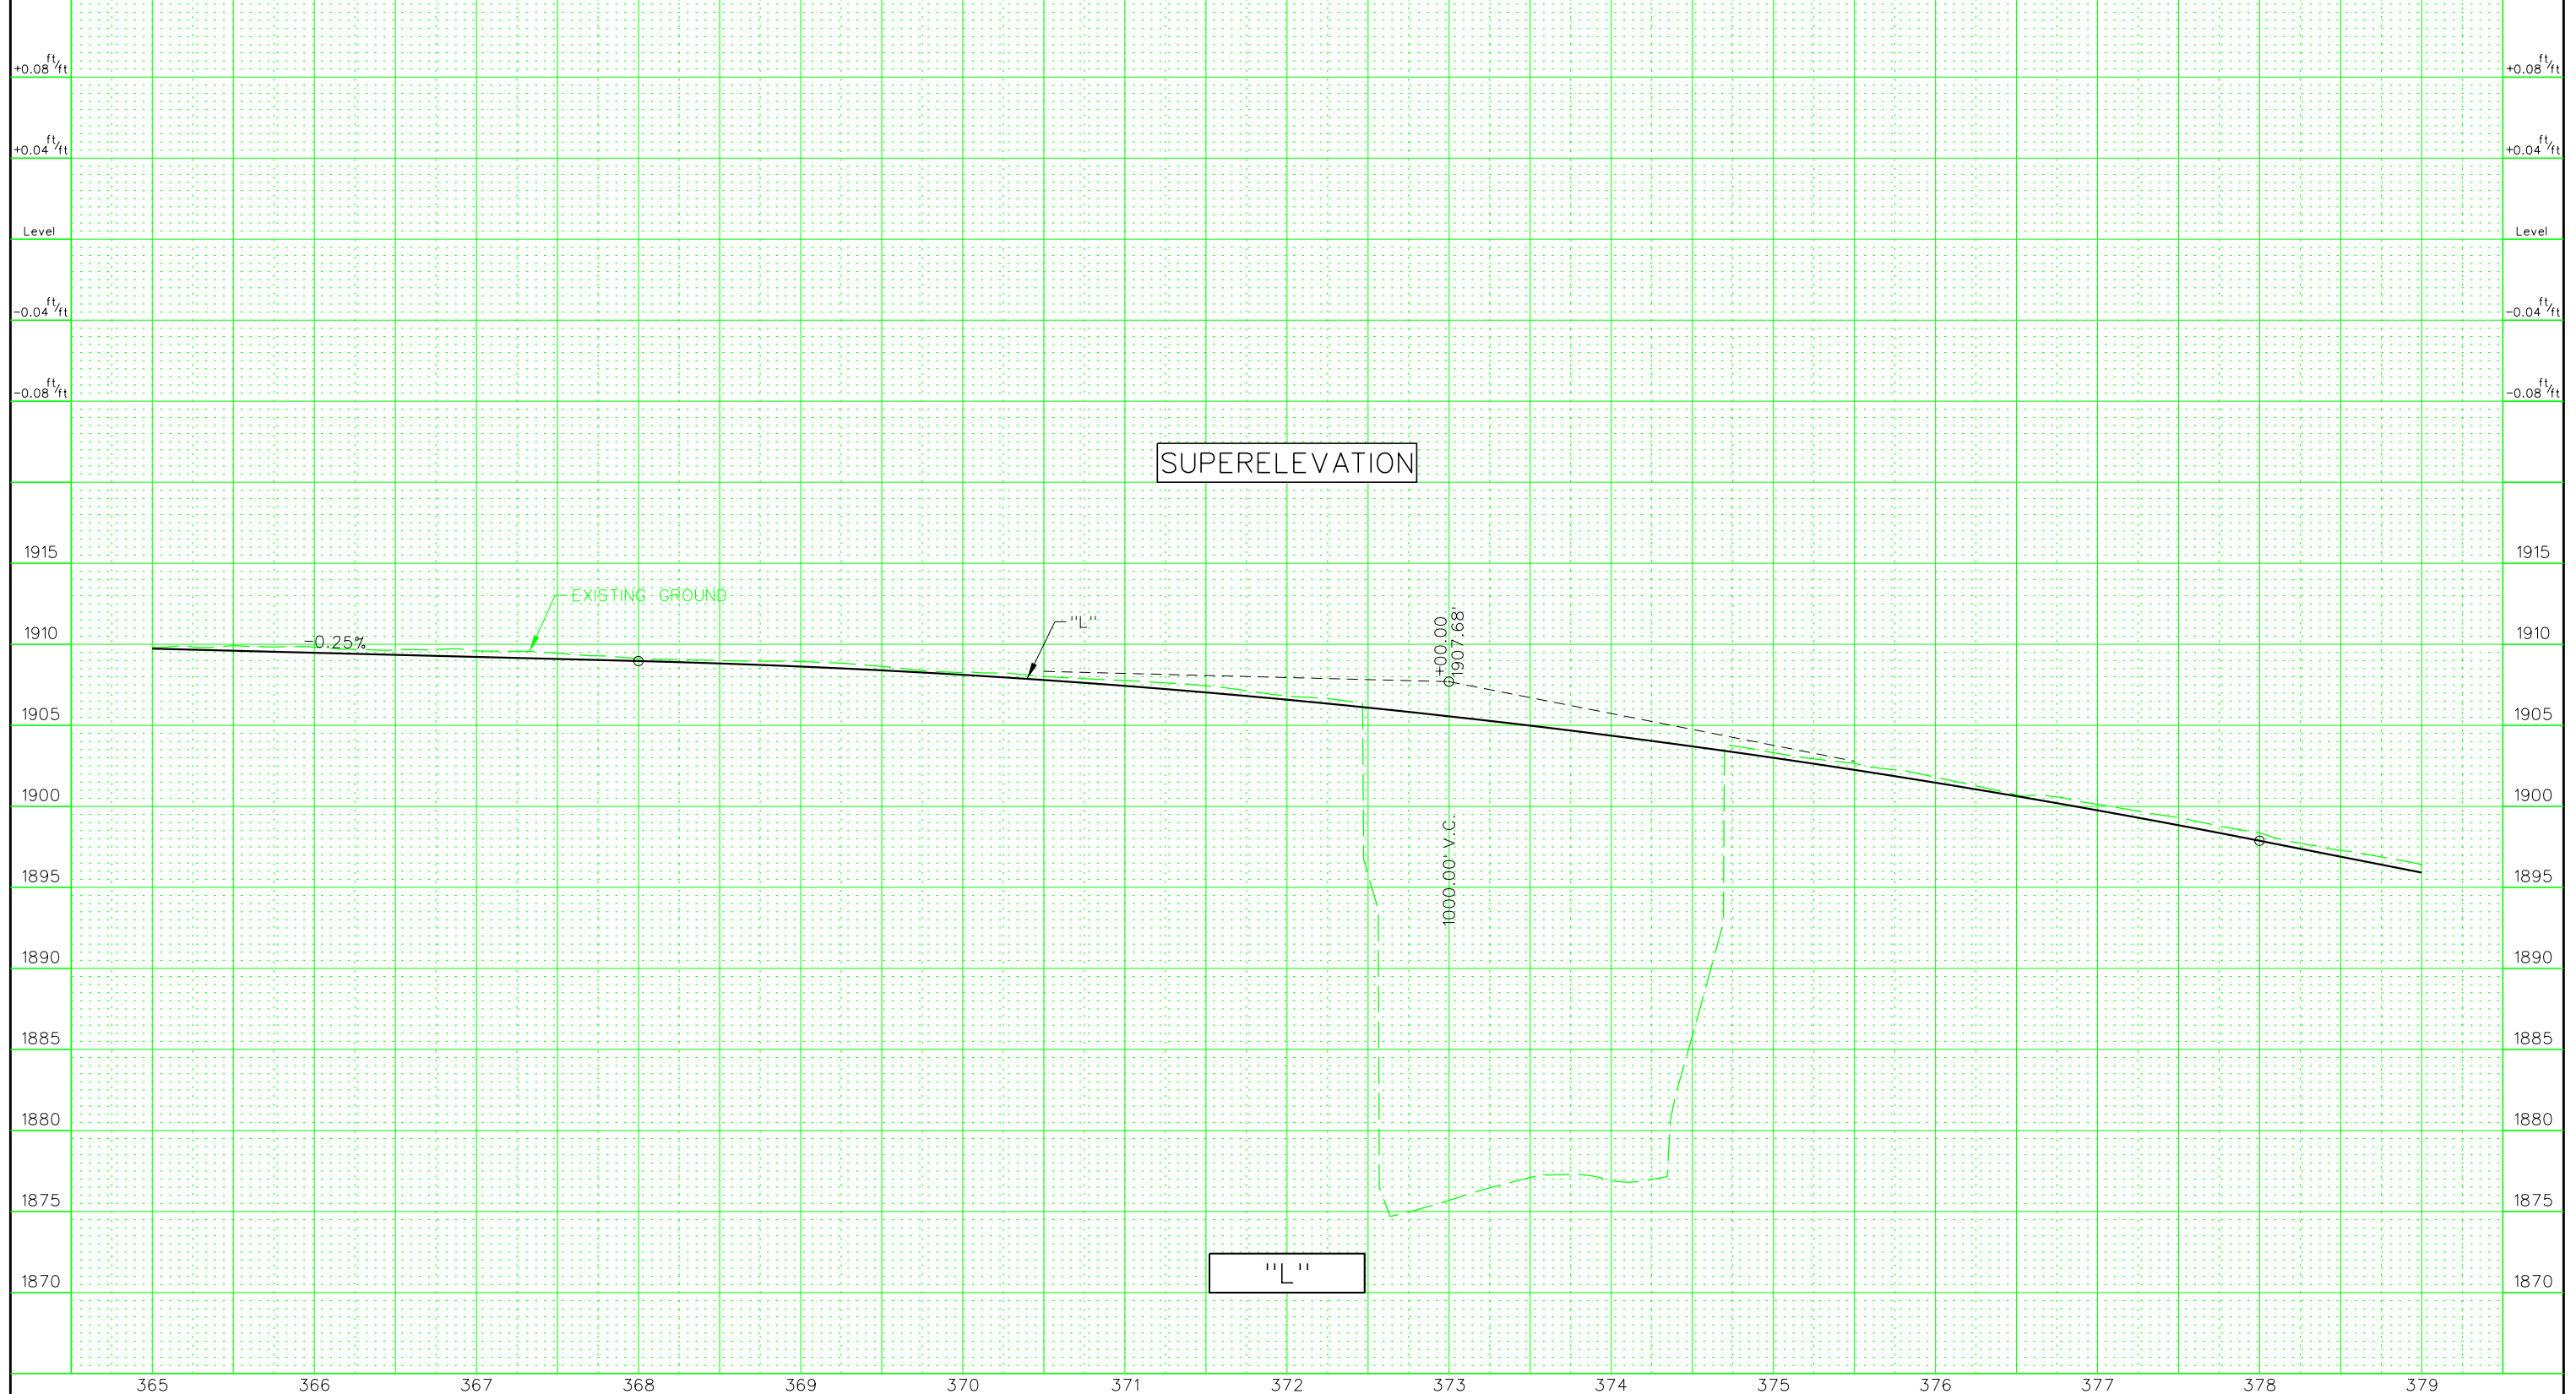 +0.08 ft/ft
+0.08 ft/ft
+0.04 ft/ft
+0.04 ft/ft
Level
Level
-0.04 ft/ft
-0.04 ft/ft
-0.08 ft/ft
-0.08 ft/ft
SUPERELEVATION
1915
1915
EXISTING GROUND
"L"
+00.00
1907.68'
1910
-0.25%
1910
1905
1905
1900
1900
1000.00' V.C.
1895
1895
1890
1890
1885
1885
1880
1880
1875
1875
"L"
1870
1870
365 366 367 368 369 370 371 372 373 374 375 376 377 378 379